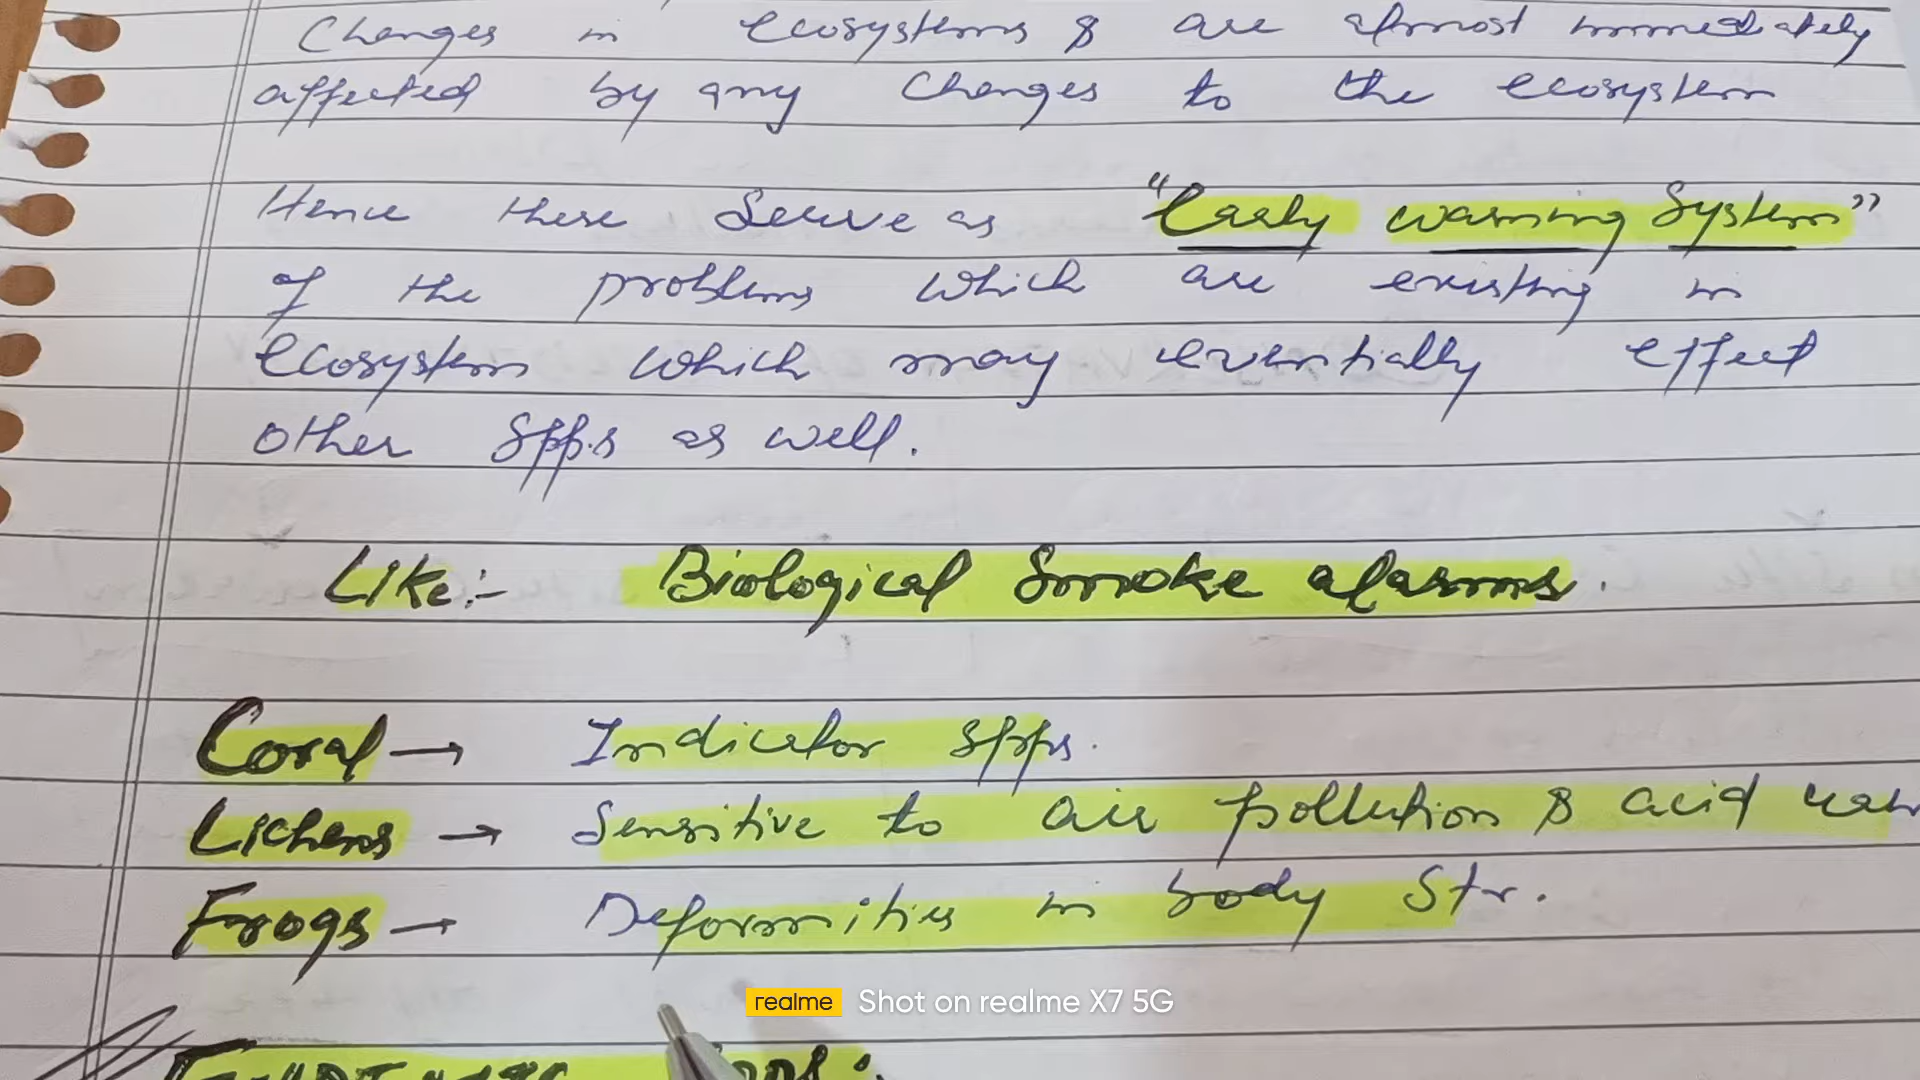 Changes in ecosystems & are almost immediately
affected by any changes to the ecosystem
Hence these serve as "Early warning System"
of the problems which are existing in
ecosystem which may eventially effect
other spp.s as well.
Like:- Biological Smoke alarms.
Coral → Indicator spps.
Lichens → Sensitive to air pollution & acid rain
Frogs → Deformities in body Str.
realme Shot on realme X7 5G